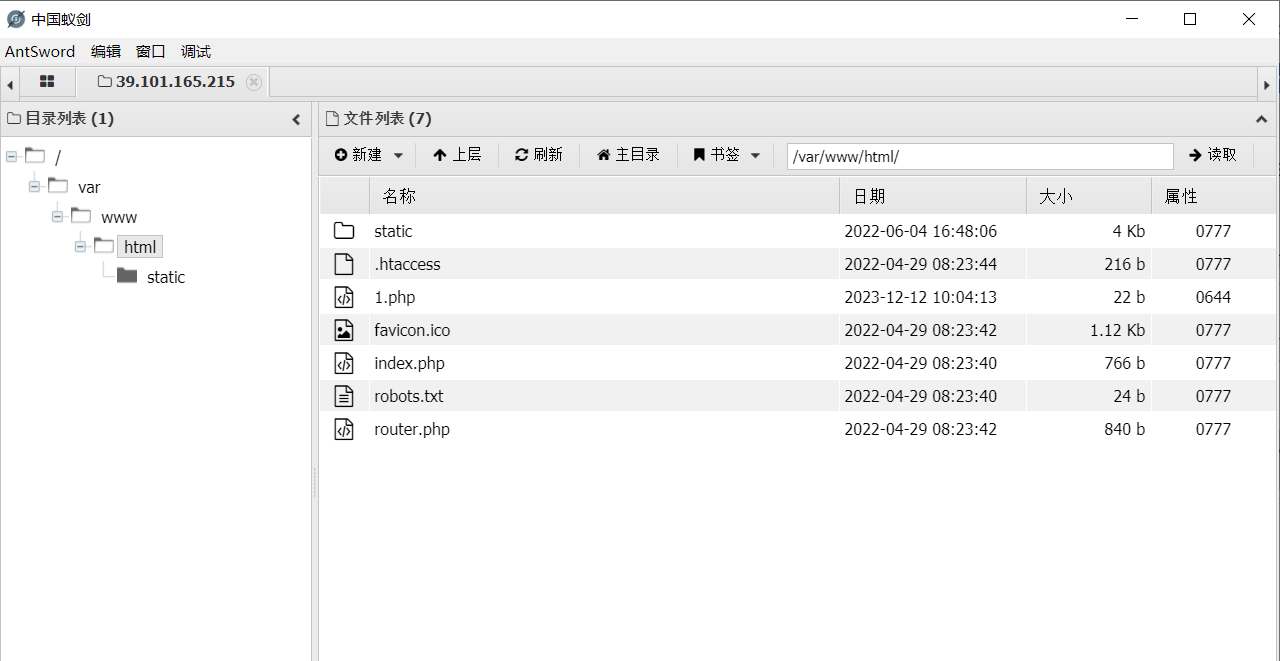 中国蚁剑
AntSword 编辑 窗口 调试
39.101.165.215
目录列表 (1)
文件列表 (7)
新建 上层 刷新 主目录 书签 /var/www/html/ 读取
/
var
www
html
static
名称 日期 大小 属性
static 2022-06-04 16:48:06 4 Kb 0777
.htaccess 2022-04-29 08:23:44 216 b 0777
1.php 2023-12-12 10:04:13 22 b 0644
favicon.ico 2022-04-29 08:23:42 1.12 Kb 0777
index.php 2022-04-29 08:23:40 766 b 0777
robots.txt 2022-04-29 08:23:40 24 b 0777
router.php 2022-04-29 08:23:42 840 b 0777